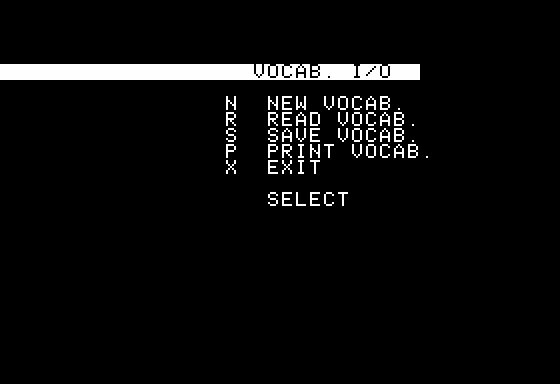 VOCAB. I/O
N NEW VOCAB.
R READ VOCAB.
S SAVE VOCAB.
P PRINT VOCAB.
X EXIT
SELECT